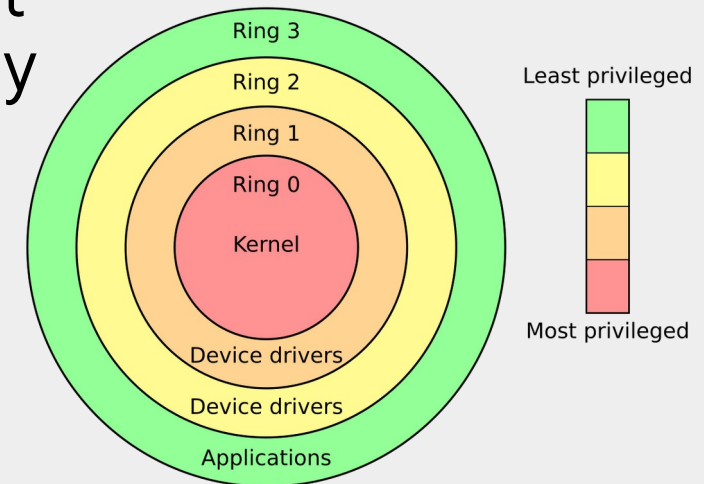 t
y
Ring 3
Ring 2
Ring 1
Ring 0
Kernel
Device drivers
Device drivers
Applications
Least privileged
Most privileged